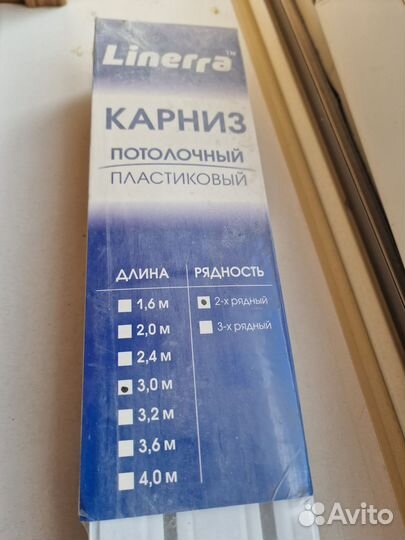 Linerra™
КАРНИЗ
ПОТОЛОЧНЫЙ
ПЛАСТИКОВЫЙ
ДЛИНА
1,6 м
2,0 м
2,4 м
3,0 м
3,2 м
3,6 м
4,0 м
РЯДНОСТЬ
2-х рядный
3-х рядный
Avito